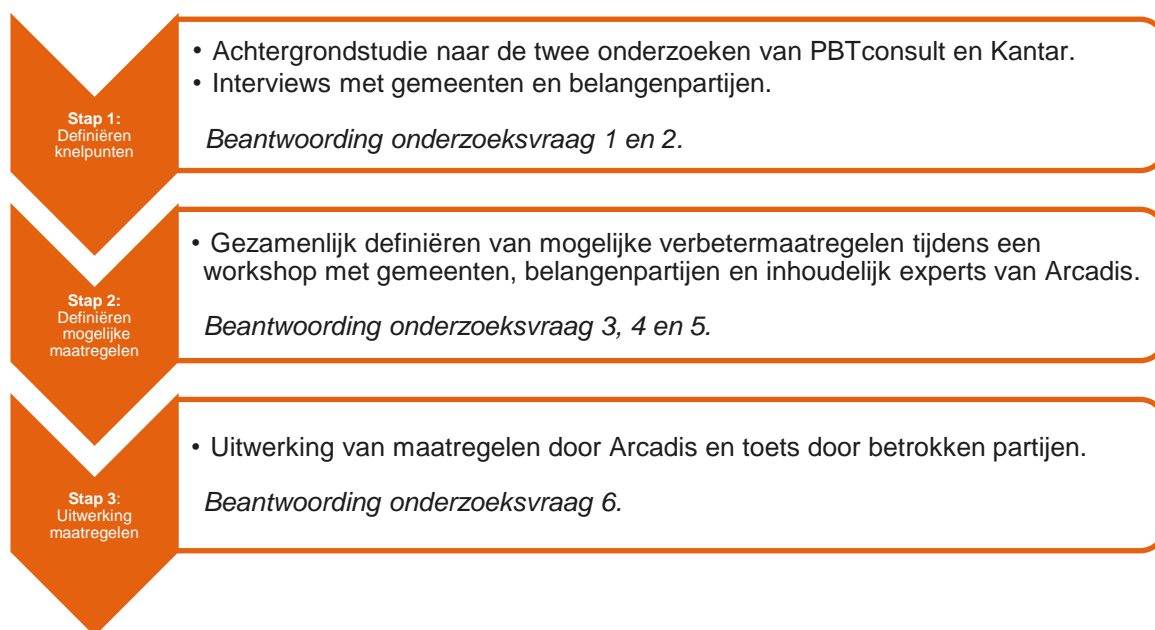 Stap 1:
Definiëren
knelpunten
• Achtergrondstudie naar de twee onderzoeken van PBTconsult en Kantar.
• Interviews met gemeenten en belangenpartijen.
Beantwoording onderzoeksvraag 1 en 2.
Stap 2:
Definiëren
mogelijke
maatregelen
• Gezamenlijk definiëren van mogelijke verbetermaatregelen tijdens een
workshop met gemeenten, belangenpartijen en inhoudelijk experts van Arcadis.
Beantwoording onderzoeksvraag 3, 4 en 5.
Stap 3:
Uitwerking
maatregelen
• Uitwerking van maatregelen door Arcadis en toets door betrokken partijen.
Beantwoording onderzoeksvraag 6.